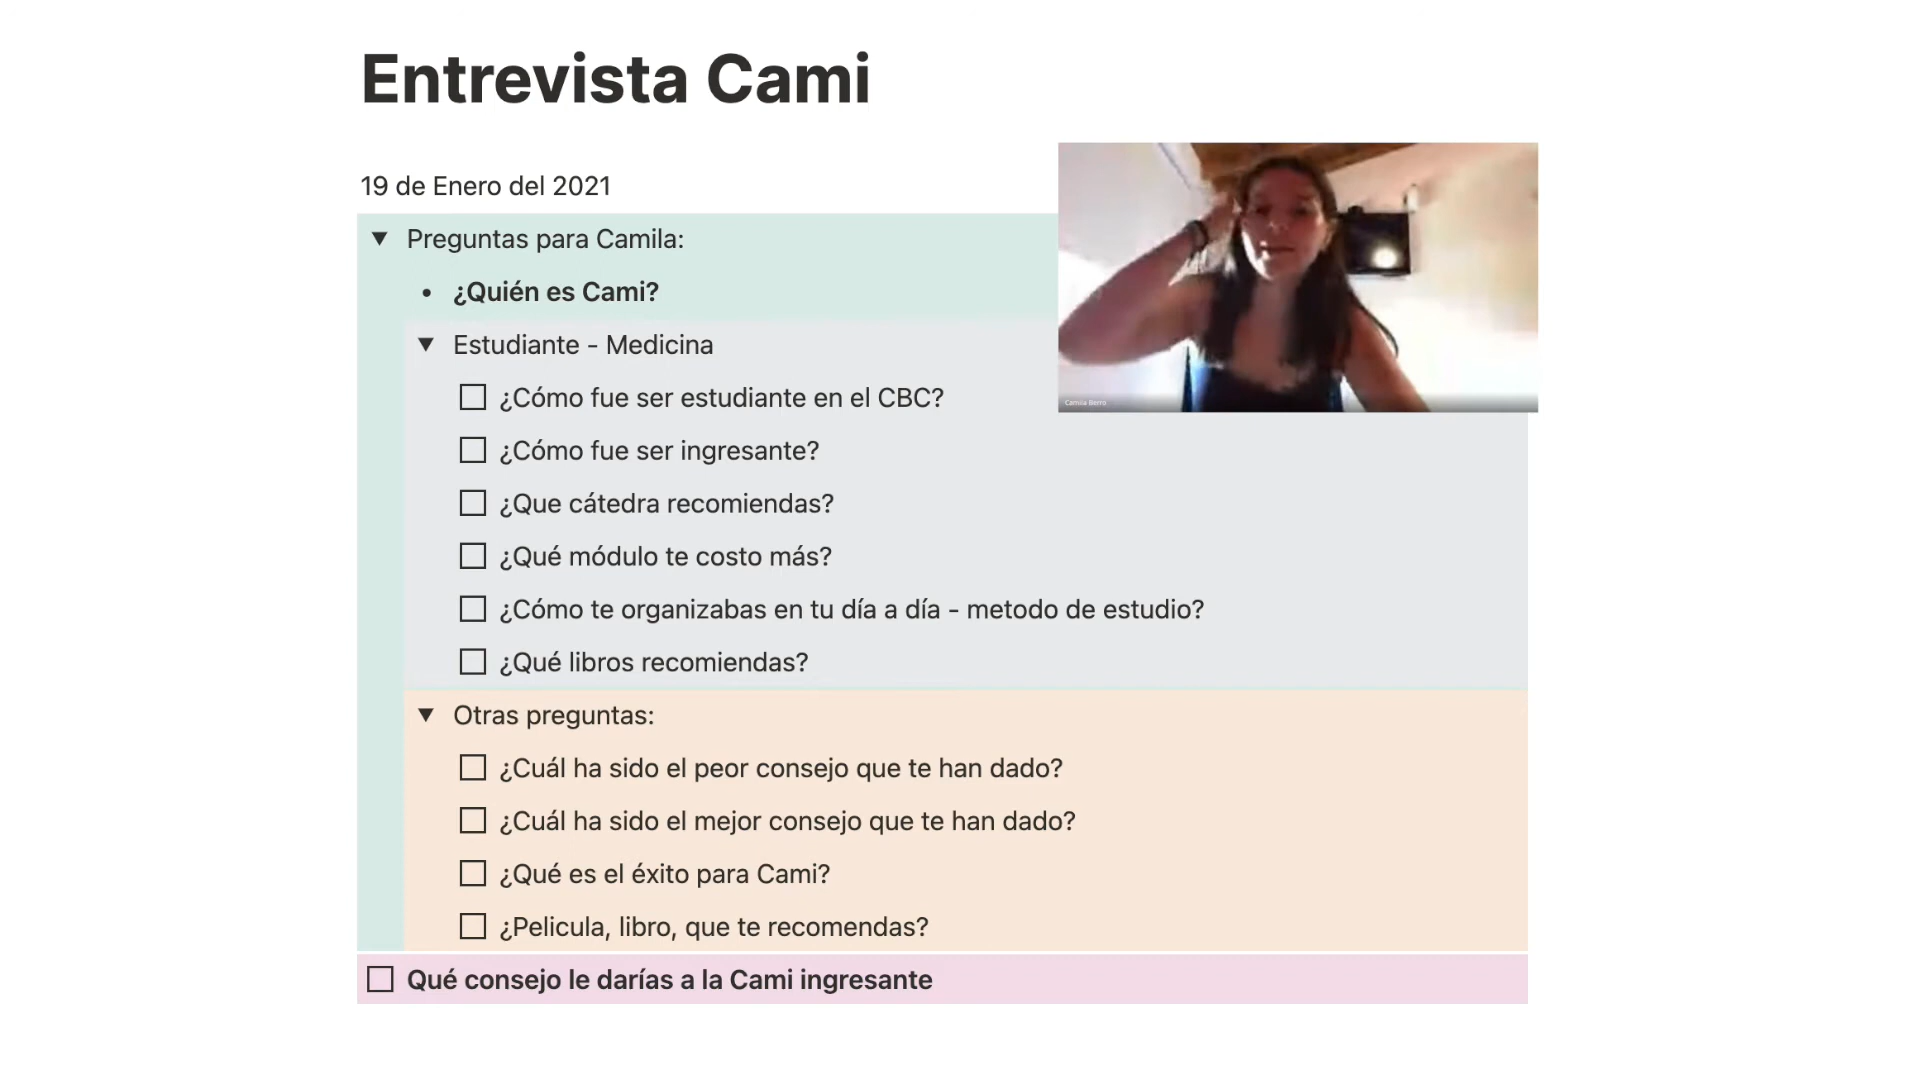 Entrevista Cami
19 de Enero del 2021
Preguntas para Camila:
¿Quién es Cami?
Estudiante - Medicina
¿Cómo fue ser estudiante en el CBC?
¿Cómo fue ser ingresante?
¿Que cátedra recomiendas?
¿Qué módulo te costo más?
¿Cómo te organizabas en tu día a día - metodo de estudio?
¿Qué libros recomiendas?
Otras preguntas:
¿Cuál ha sido el peor consejo que te han dado?
¿Cuál ha sido el mejor consejo que te han dado?
¿Qué es el éxito para Cami?
¿Pelicula, libro, que te recomendas?
Qué consejo le darías a la Cami ingresante
Camila Berro